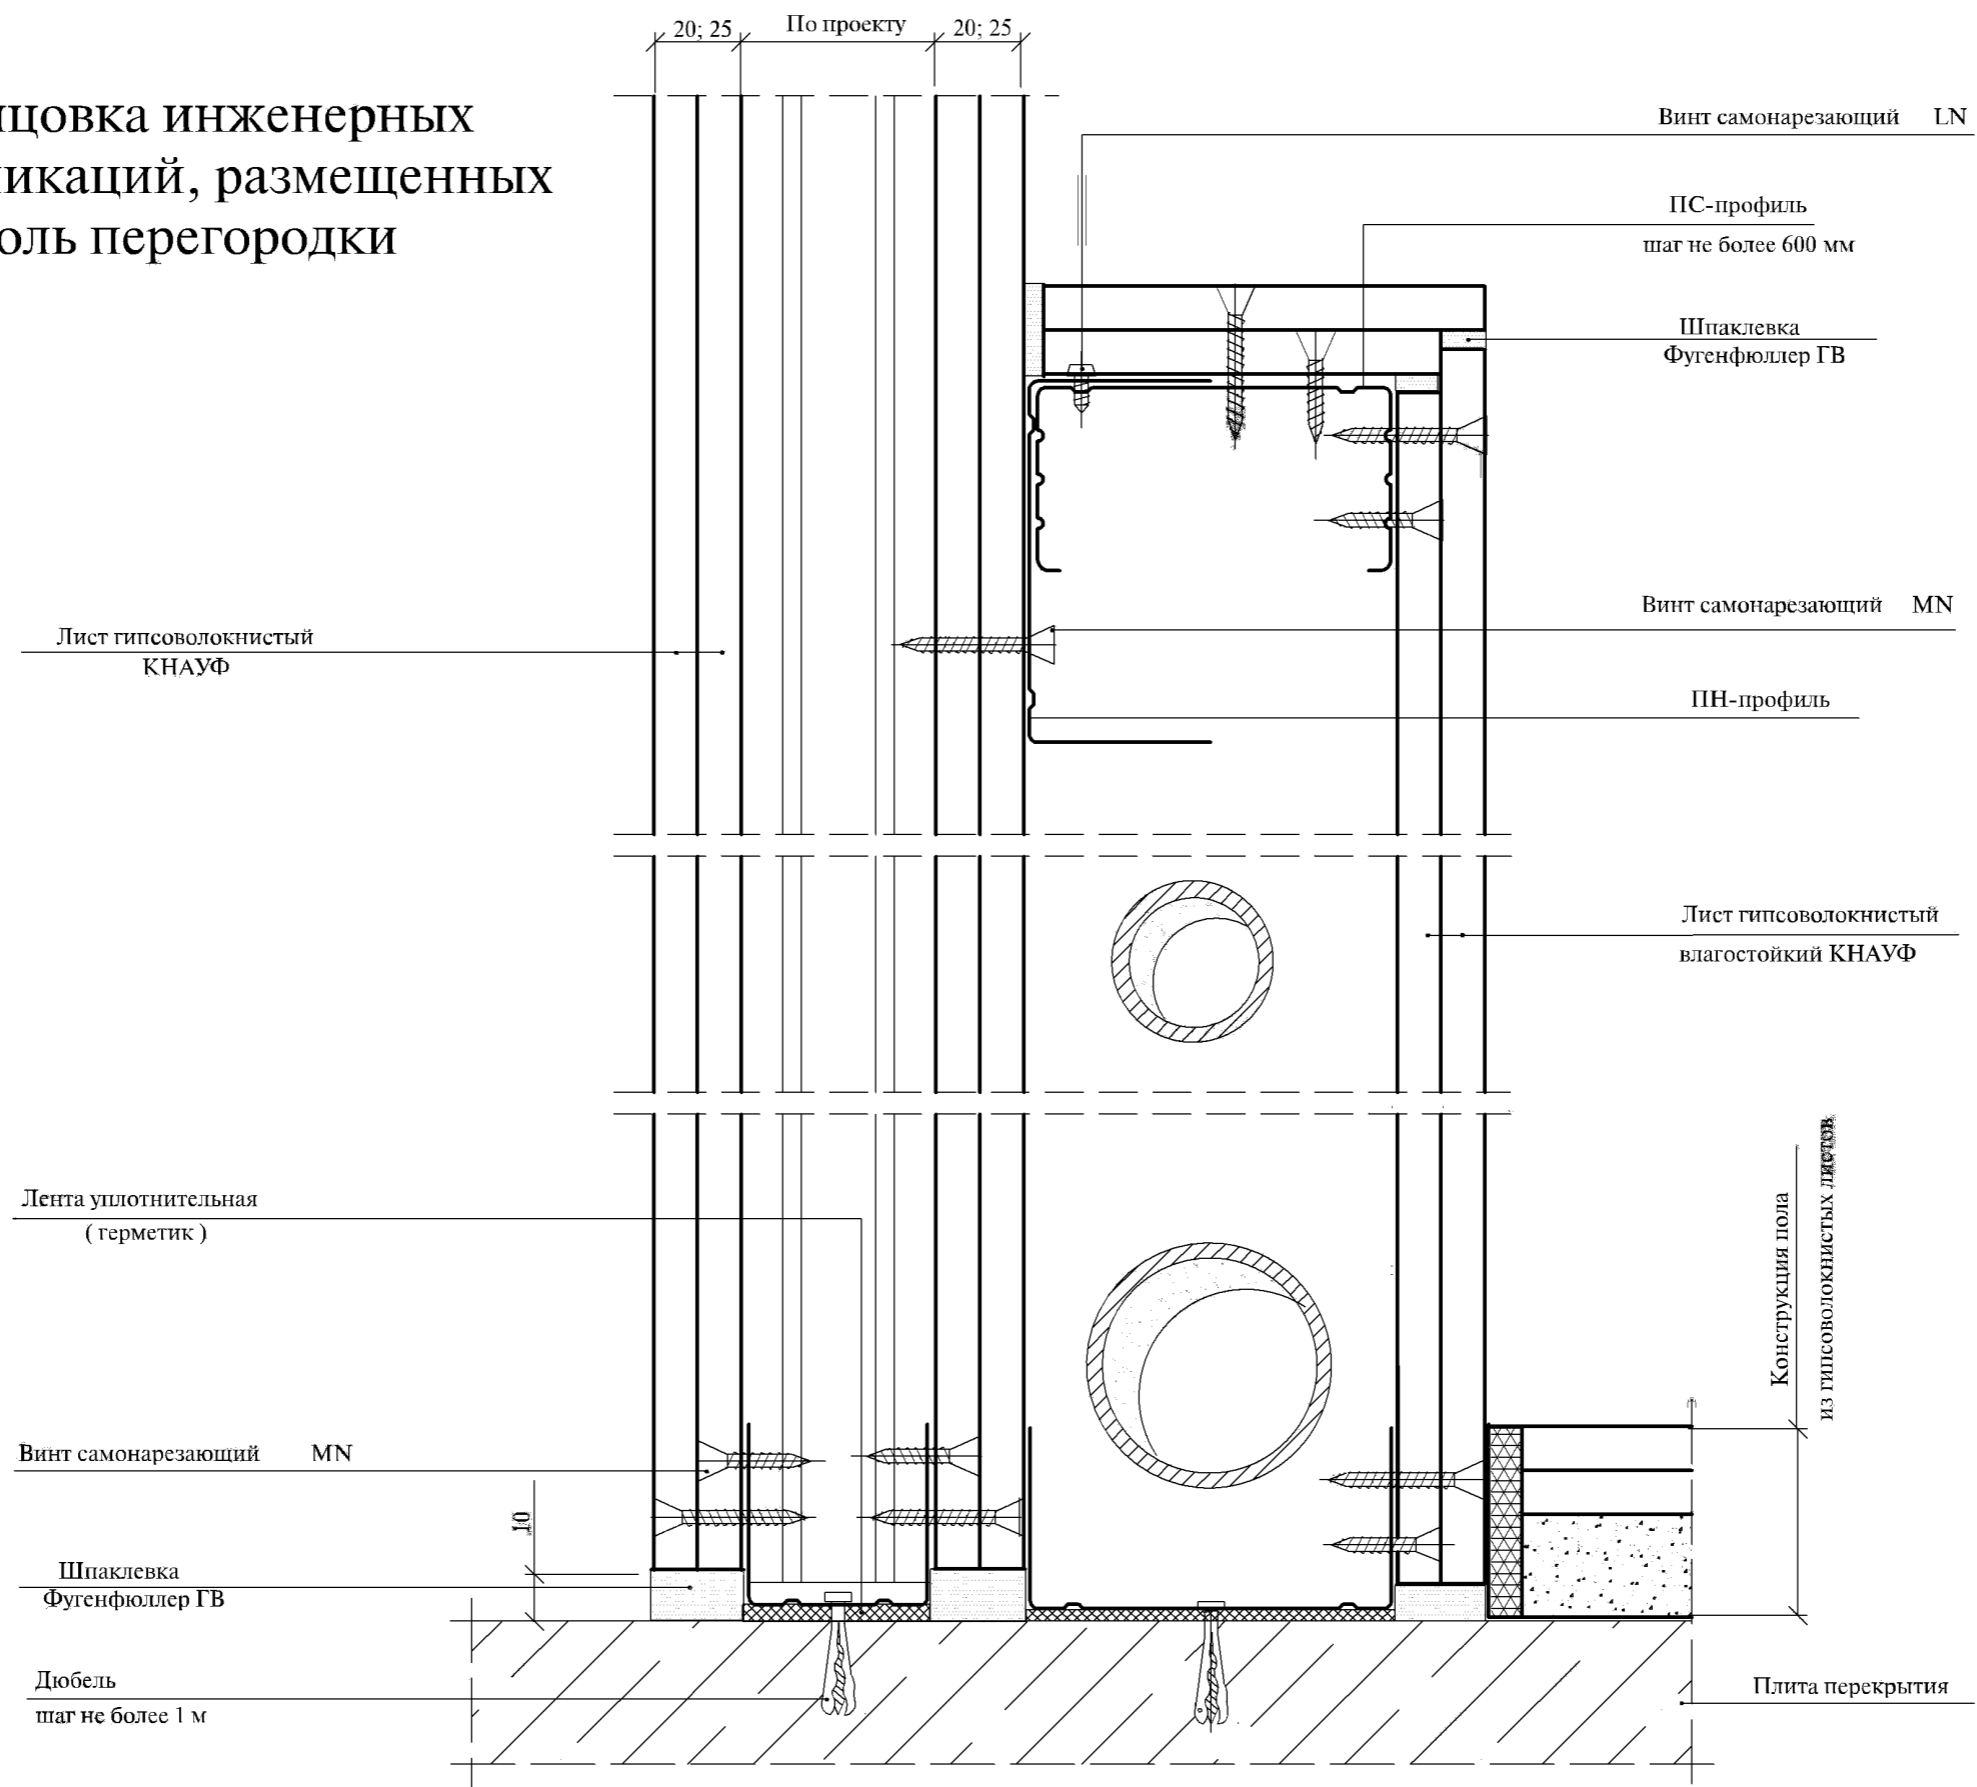 20; 25
По проекту
20; 25
цовка инженерных
икаций, размещенных
оль перегородки
Винт самонарезающий LN
ПС-профиль
шаг не более 600 мм
Шпаклевка
Фугенфюллер ГВ
Винт самонарезающий MN
Лист гипсоволокнистый
КНАУФ
ПН-профиль
Лист гипсоволокнистый
влагостойкий КНАУФ
Лента уплотнительная
( герметик )
Конструкция пола
из гипсоволокнистых листов
Винт самонарезающий MN
10
Шпаклевка
Фугенфюллер ГВ
Дюбель
шаг не более 1 м
Плита перекрытия